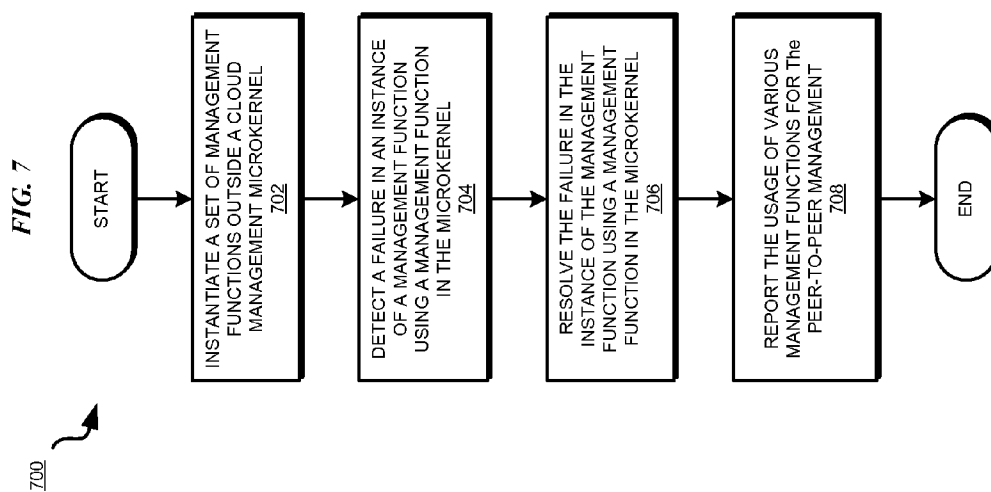 FIG. 7
700
START
INSTANTIATE A SET OF MANAGEMENT
FUNCTIONS OUTSIDE A CLOUD
MANAGEMENT MICROKERNEL
702
DETECT A FAILURE IN AN INSTANCE
OF A MANAGEMENT FUNCTION
USING A MANAGEMENT FUNCTION
IN THE MICROKERNEL
704
RESOLVE THE FAILURE IN THE
INSTANCE OF THE MANAGEMENT
FUNCTION USING A MANAGEMENT
FUNCTION IN THE MICROKERNEL
706
REPORT THE USAGE OF VARIOUS
MANAGEMENT FUNCTIONS FOR The
PEER-TO-PEER MANAGEMENT
708
END